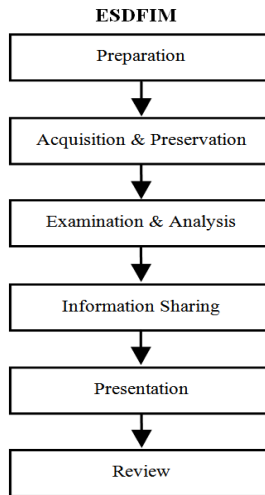 ESDFIM
Preparation
Acquisition & Preservation
Examination & Analysis
Information Sharing
Presentation
Review